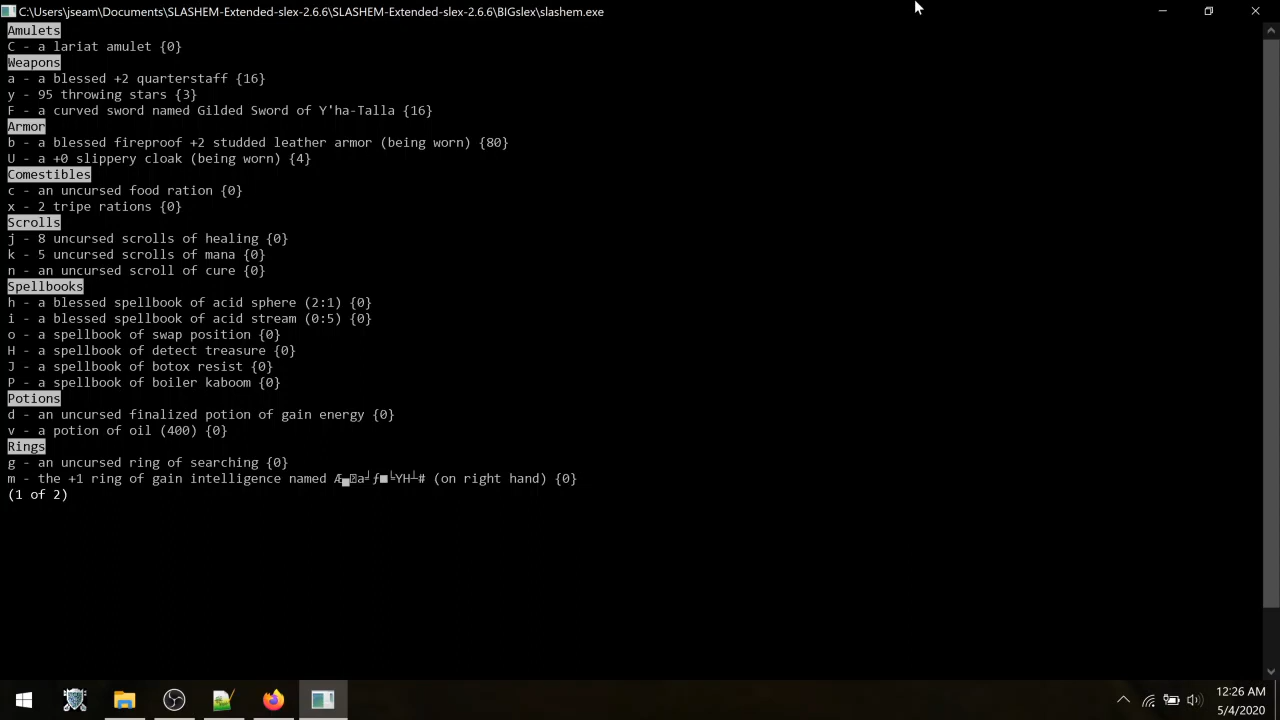 C:\Users\jseam\Documents\SLASHEM-Extended-slex-2.6.6\SLASHEM-Extended-slex-2.6.6\BIGslex\slashem.exe
Amulets
C - a lariat amulet {0}
Weapons
a - a blessed +2 quarterstaff {16}
y - 95 throwing stars {3}
F - a curved sword named Gilded Sword of Y'ha-Talla {16}
Armor
b - a blessed fireproof +2 studded leather armor (being worn) {80}
U - a +0 slippery cloak (being worn) {4}
Comestibles
c - an uncursed food ration {0}
x - 2 tripe rations {0}
Scrolls
j - 8 uncursed scrolls of healing {0}
k - 5 uncursed scrolls of mana {0}
n - an uncursed scroll of cure {0}
Spellbooks
h - a blessed spellbook of acid sphere (2:1) {0}
i - a blessed spellbook of acid stream (0:5) {0}
o - a spellbook of swap position {0}
H - a spellbook of detect treasure {0}
J - a spellbook of botox resist {0}
P - a spellbook of boiler kaboom {0}
Potions
d - an uncursed finalized potion of gain energy {0}
v - a potion of oil (400) {0}
Rings
g - an uncursed ring of searching {0}
m - the +1 ring of gain intelligence named (on right hand) {0}
(1 of 2)
12:26 AM
5/4/2020